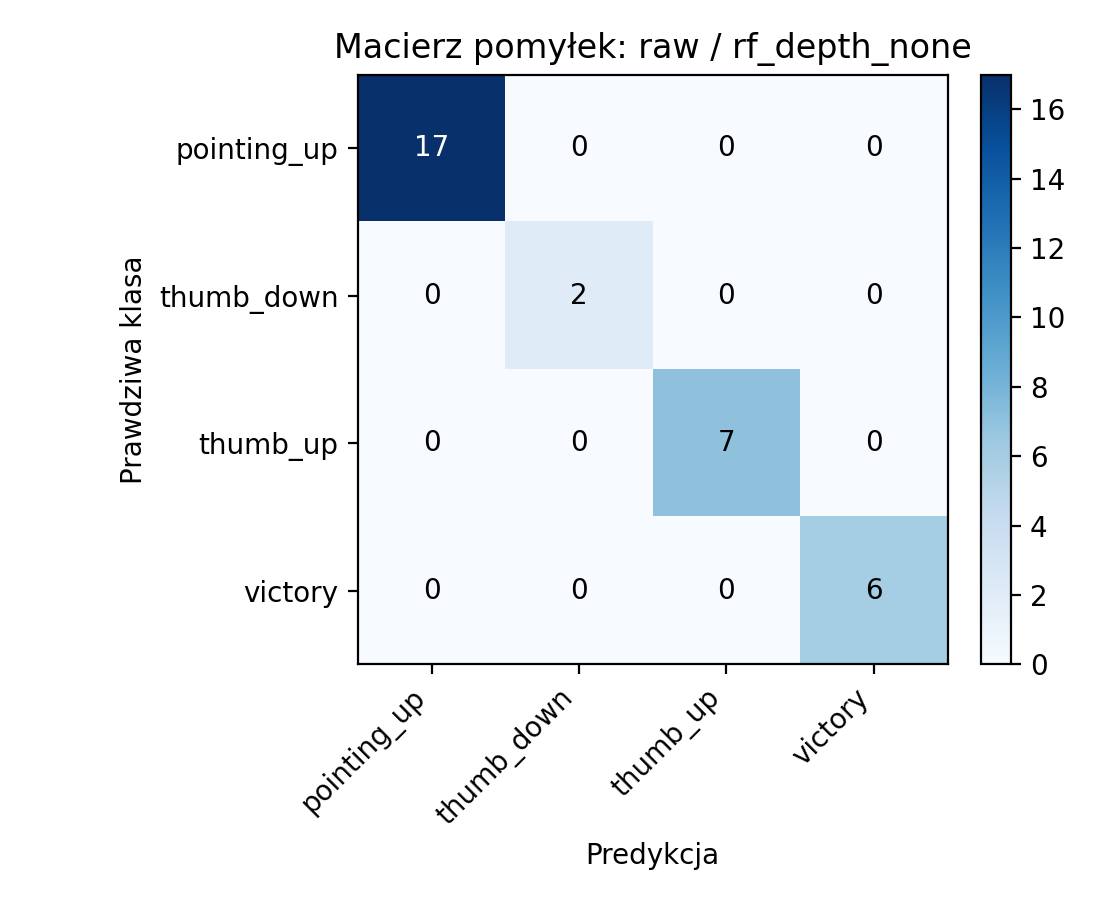 Macierz pomyłek: raw / rf_depth_none
pointing_up 17 0 0 0
thumb_down 0 2 0 0
thumb_up 0 0 7 0
victory 0 0 0 6
Prawdziwa klasa
pointing_up thumb_down thumb_up victory
Predykcja
16
14
12
10
8
6
4
2
0